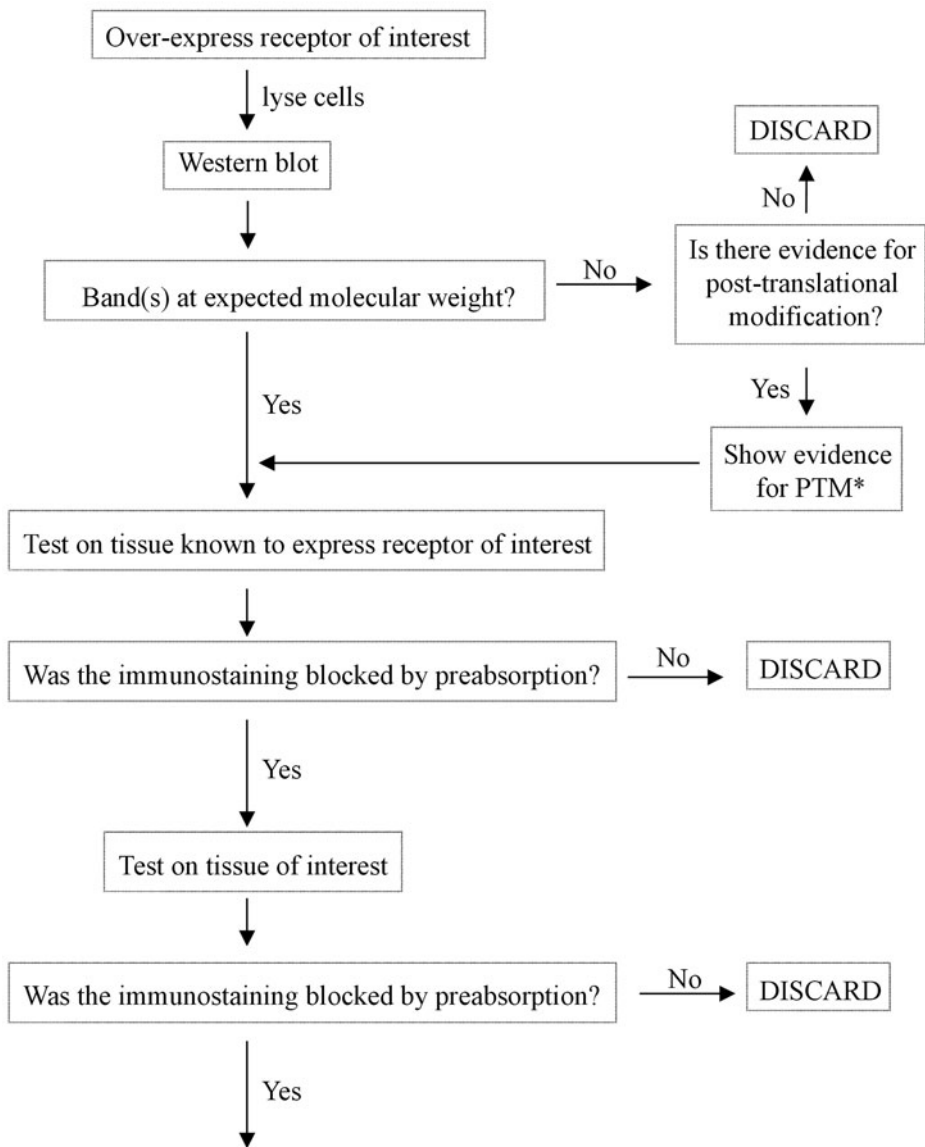 Over-express receptor of interest
lyse cells
Western blot
DISCARD
No
Is there evidence for
post-translational
modification?
Band(s) at expected molecular weight?
No
Yes
Yes
Show evidence
for PTM*
Test on tissue known to express receptor of interest
Was the immunostaining blocked by preabsorption?
No
DISCARD
Yes
Test on tissue of interest
Was the immunostaining blocked by preabsorption?
No
DISCARD
Yes